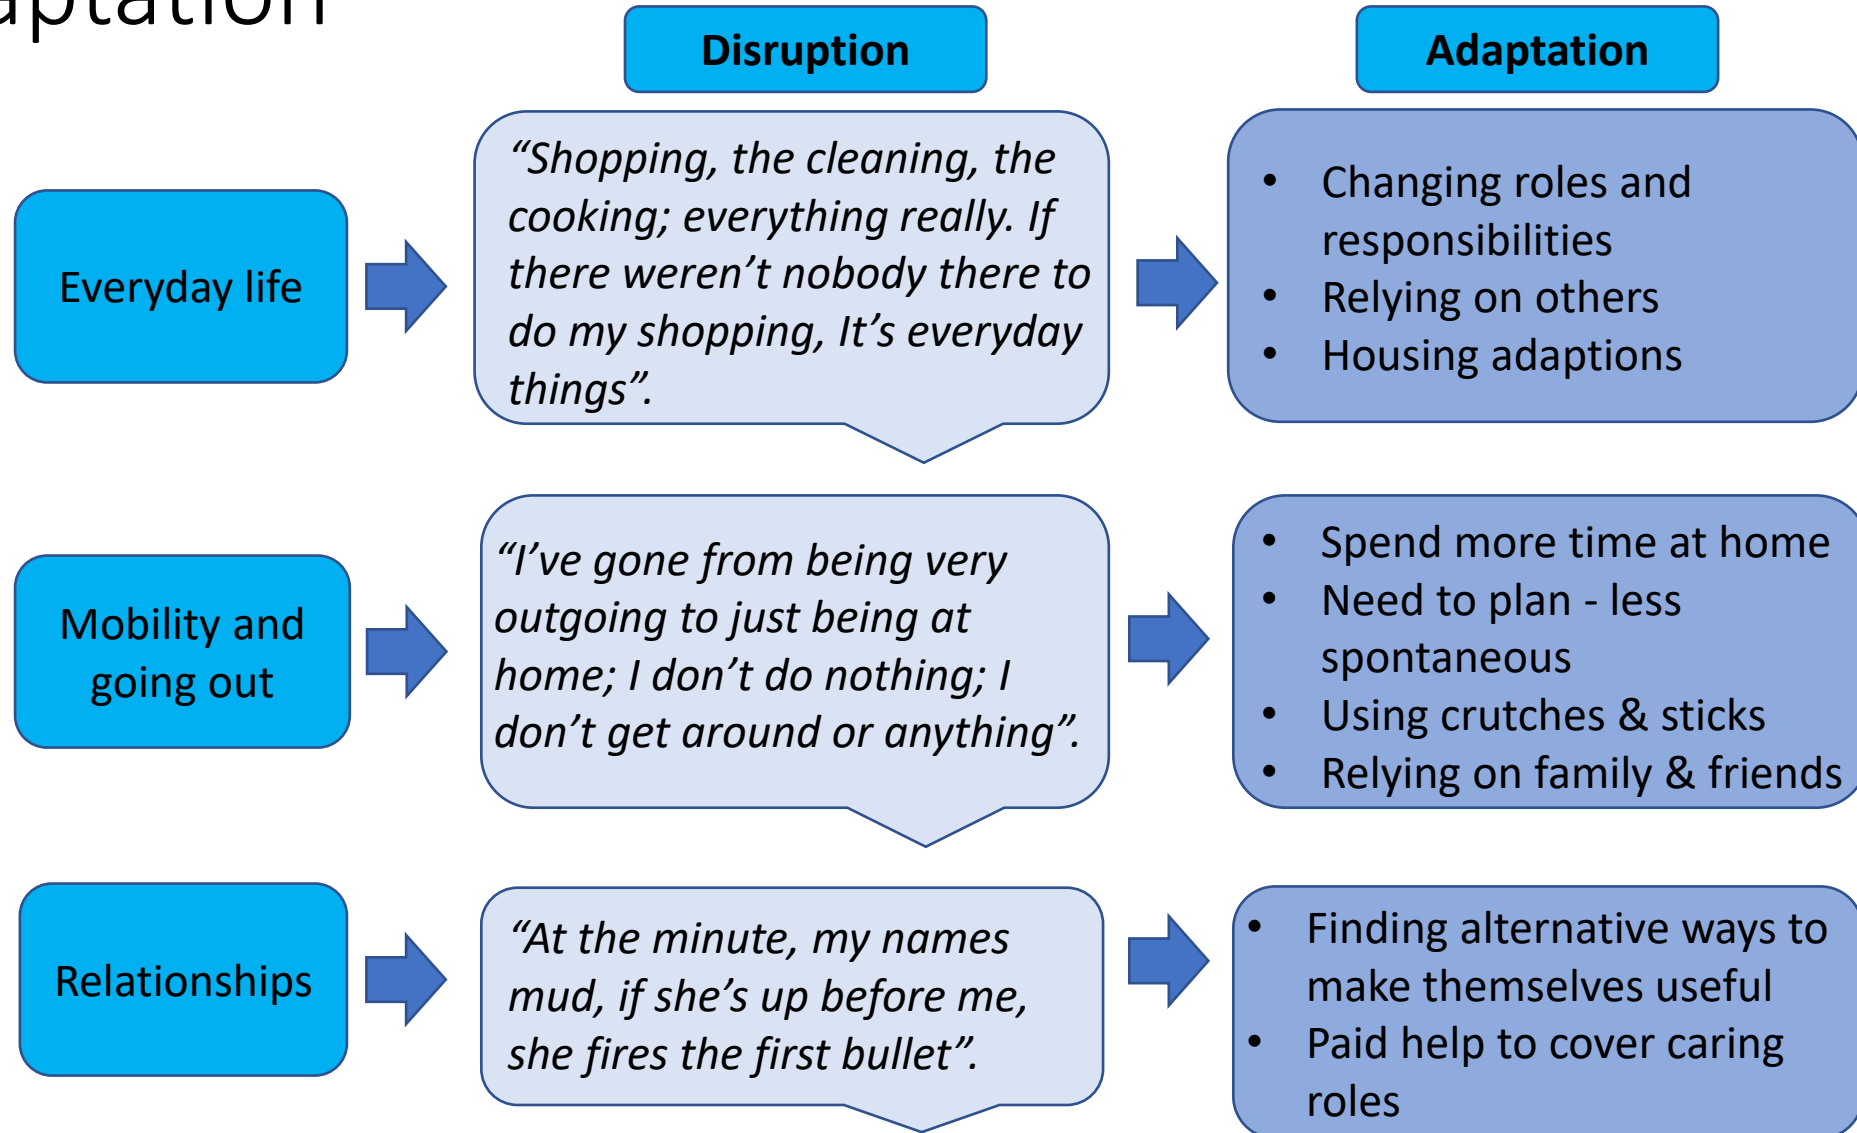 aptation
Disruption
Adaptation
Everyday life
“Shopping, the cleaning, the
cooking; everything really. If
there weren’t nobody there to
do my shopping, It’s everyday
things”.
• Changing roles and
responsibilities
• Relying on others
• Housing adaptions
Mobility and
going out
“I’ve gone from being very
outgoing to just being at
home; I don’t do nothing; I
don’t get around or anything”.
• Spend more time at home
• Need to plan - less
spontaneous
• Using crutches & sticks
• Relying on family & friends
Relationships
“At the minute, my names
mud, if she’s up before me,
she fires the first bullet”.
• Finding alternative ways to
make themselves useful
• Paid help to cover caring
roles